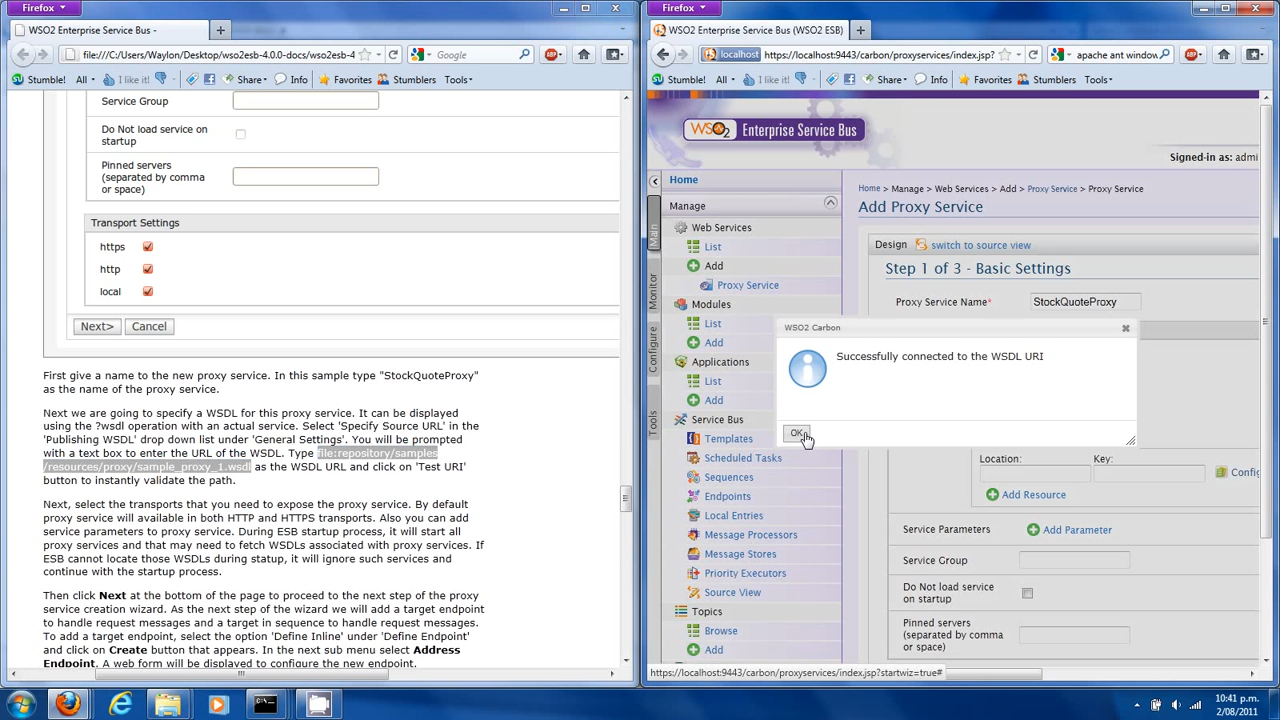 Firefox
WSO2 Enterprise Service Bus -
file:///C:/Users/Waylon/Desktop/wso2esb-4.0.0-docs/wso2esb-4
Google
Stumble! All I like it! Share Info Favorites Stumblers Tools
Service Group
Do Not load service on
startup
Pinned servers
(separated by comma
or space)
Transport Settings
https
http
local
Next> Cancel
First give a name to the new proxy service. In this sample type "StockQuoteProxy"
as the name of the proxy service.
Next we are going to specify a WSDL for this proxy service. It can be displayed
using the ?wsdl operation with an actual service. Select 'Specify Source URL' in the
'Publishing WSDL' drop down list under 'General Settings'. You will be prompted
with a text box to enter the URL of the WSDL. Type file:repository/samples
/resources/proxy/sample_proxy_1.wsdl as the WSDL URL and click on 'Test URI'
button to instantly validate the path.
Next, select the transports that you need to expose the proxy service. By default
proxy service will available in both HTTP and HTTPS transports. Also you can add
service parameters to proxy service. During ESB startup process, it will start all
proxy services and that may need to fetch WSDLs associated with proxy services. If
ESB cannot locate those WSDLs during statup, it will ignore such services and
continue with the startup process.
Then click Next at the bottom of the page to proceed to the next step of the proxy
service creation wizard. As the next step of the wizard we will add a target endpoint
to handle request messages and a target in sequence to handle request messages.
To add a target endpoint, select the option 'Define Inline' under 'Define Endpoint'
and click on Create button that appears. In the next sub menu select Address
Endpoint. A web form will be displayed to configure the new endpoint.
Firefox
WSO2 Enterprise Service Bus (WSO2 ESB)
localhost https://localhost:9443/carbon/proxyservices/index.jsp?
apache ant window
Stumble! All I like it! Share Info Favorites Stumblers Tools
WSO2 Enterprise Service Bus
Signed-in as: admi
Home
Manage
Web Services
List
Add
Proxy Service
Modules
List
Add
Applications
List
Add
Service Bus
Templates
Scheduled Tasks
Sequences
Endpoints
Local Entries
Message Processors
Message Stores
Priority Executors
Source View
Topics
Browse
Add
Main
Monitor
Configure
Tools
Home > Manage > Web Services > Add > Proxy Service > Proxy Service
Add Proxy Service
Design switch to source view
Step 1 of 3 - Basic Settings
Proxy Service Name* StockQuoteProxy
WSO2 Carbon
Successfully connected to the WSDL URI
OK
Location: Key: Config
Add Resource
Service Parameters Add Parameter
Service Group
Do Not load service
on startup
Pinned servers
(separated by comma
or space)
https://localhost:9443/carbon/proxyservices/index.jsp?startwiz=true#
10:41 p.m.
2/08/2011